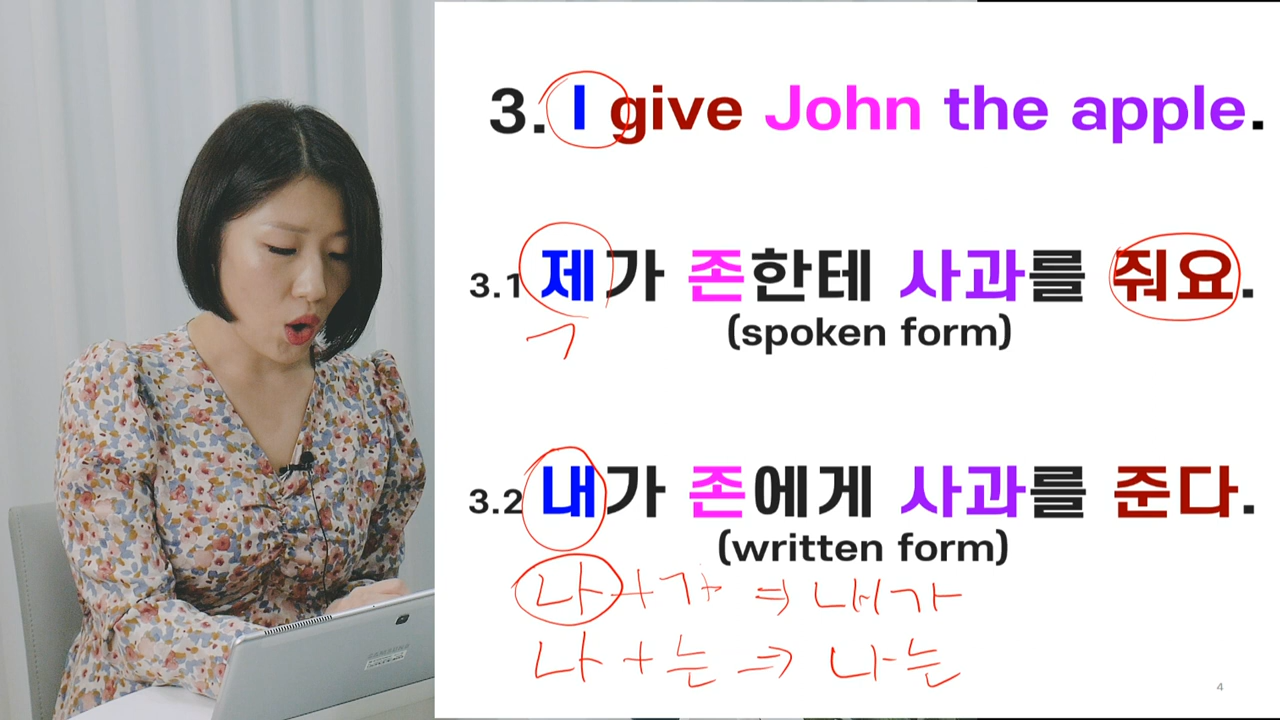 3. I give John the apple.
3.1 제가 존한테 사과를 줘요.
(spoken form)
ㄱ
3.2 내가 존에게 사과를 준다.
(written form)
나+가 ⇒ 내가
나+는 ⇒ 나는
SAMSUNG
4